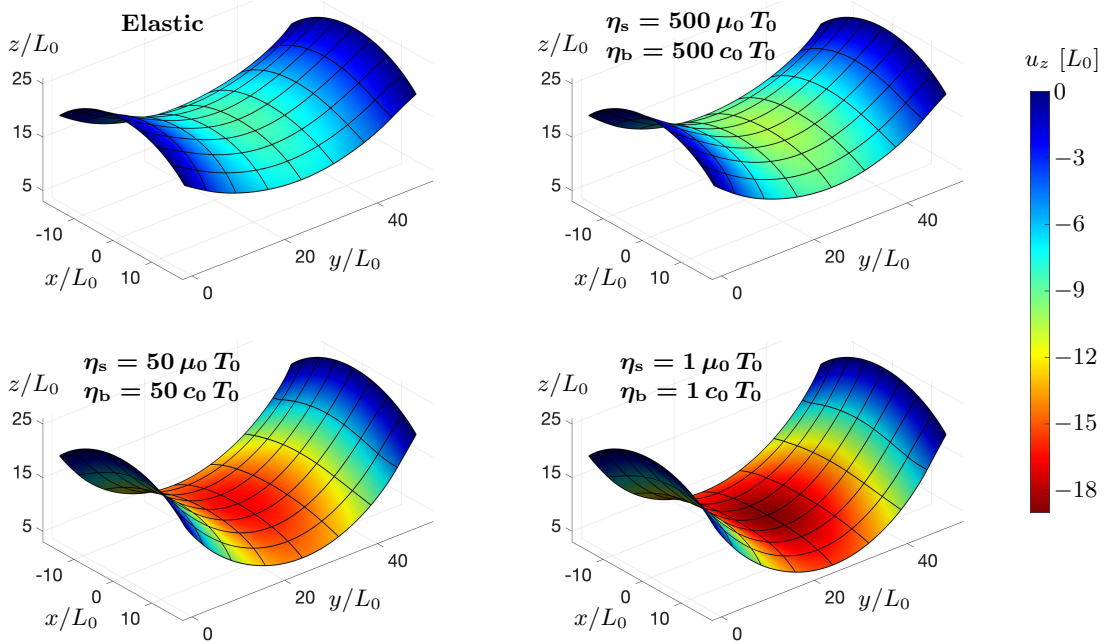 Elastic
z/L₀
25
15
5
-10
0
10
x/L₀
0
20
40
y/L₀
ηₛ = 500 μ₀ T₀
η_b = 500 c₀ T₀
z/L₀
25
15
5
-10
0
10
x/L₀
0
20
40
y/L₀
u_z [L₀]
0
−3
−6
−9
−12
−15
−18
ηₛ = 50 μ₀ T₀
η_b = 50 c₀ T₀
z/L₀
25
15
5
-10
0
10
x/L₀
0
20
40
y/L₀
ηₛ = 1 μ₀ T₀
η_b = 1 c₀ T₀
z/L₀
25
15
5
-10
0
10
x/L₀
0
20
40
y/L₀